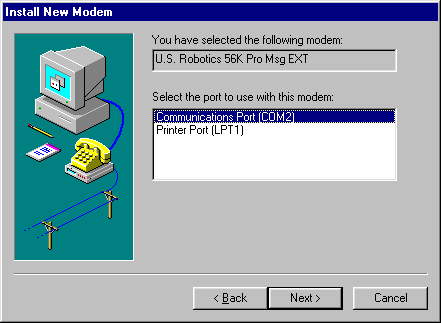 Install New Modem
You have selected the following modem:
U.S. Robotics 56K Pro Msg EXT
Select the port to use with this modem:
Communications Port (COM2)
Printer Port (LPT1)
< Back
Next >
Cancel